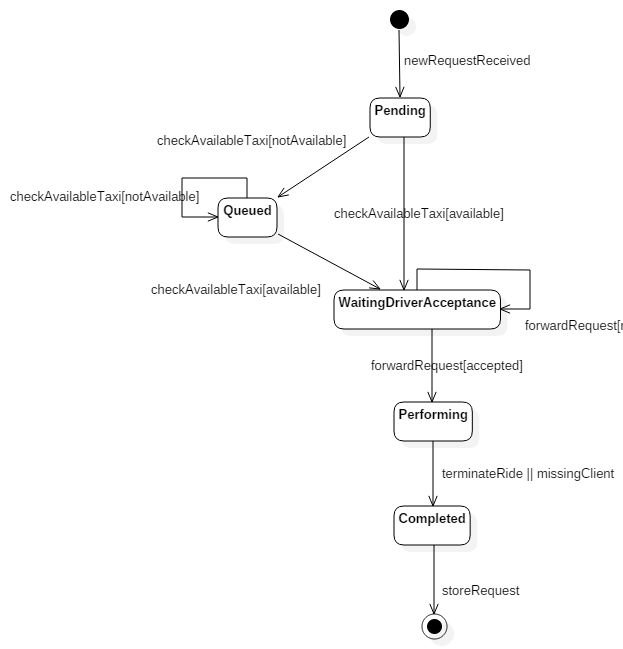 newRequestReceived
Pending
checkAvailableTaxi[notAvailable]
checkAvailableTaxi[notAvailable]
Queued
checkAvailableTaxi[available]
checkAvailableTaxi[available]
WaitingDriverAcceptance
forwardRequest[
forwardRequest[accepted]
Performing
terminateRide || missingClient
Completed
storeRequest